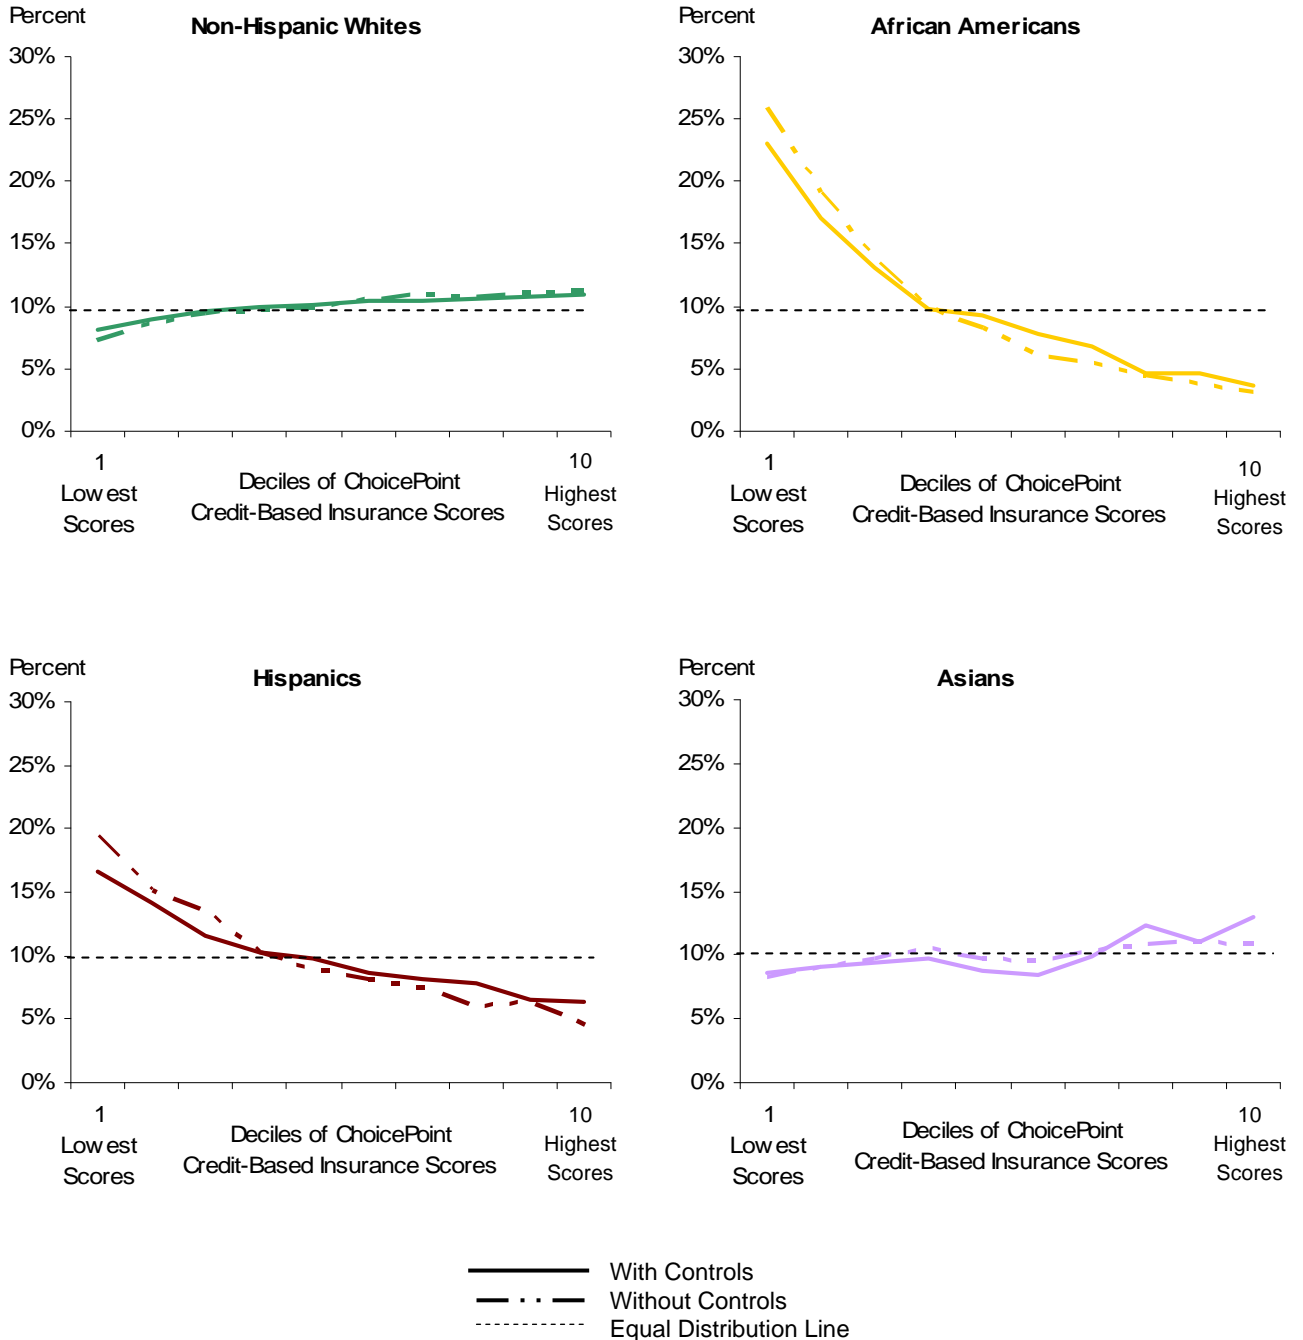 Percent
Non-Hispanic Whites
30%
25%
20%
15%
10%
5%
0%
1
Lowest
Scores
Deciles of ChoicePoint
Credit-Based Insurance Scores
10
Highest
Scores
Percent
African Americans
30%
25%
20%
15%
10%
5%
0%
1
Lowest
Scores
Deciles of ChoicePoint
Credit-Based Insurance Scores
10
Highest
Scores
Percent
Hispanics
30%
25%
20%
15%
10%
5%
0%
1
Lowest
Scores
Deciles of ChoicePoint
Credit-Based Insurance Scores
10
Highest
Scores
Percent
Asians
30%
25%
20%
15%
10%
5%
0%
1
Lowest
Scores
Deciles of ChoicePoint
Credit-Based Insurance Scores
10
Highest
Scores
With Controls
Without Controls
Equal Distribution Line